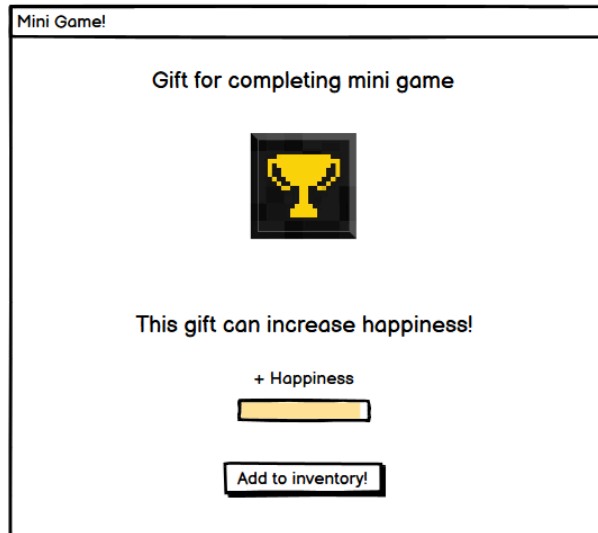 Mini Game!
Gift for completing mini game
This gift can increase happiness!
+ Happiness
Add to inventory!